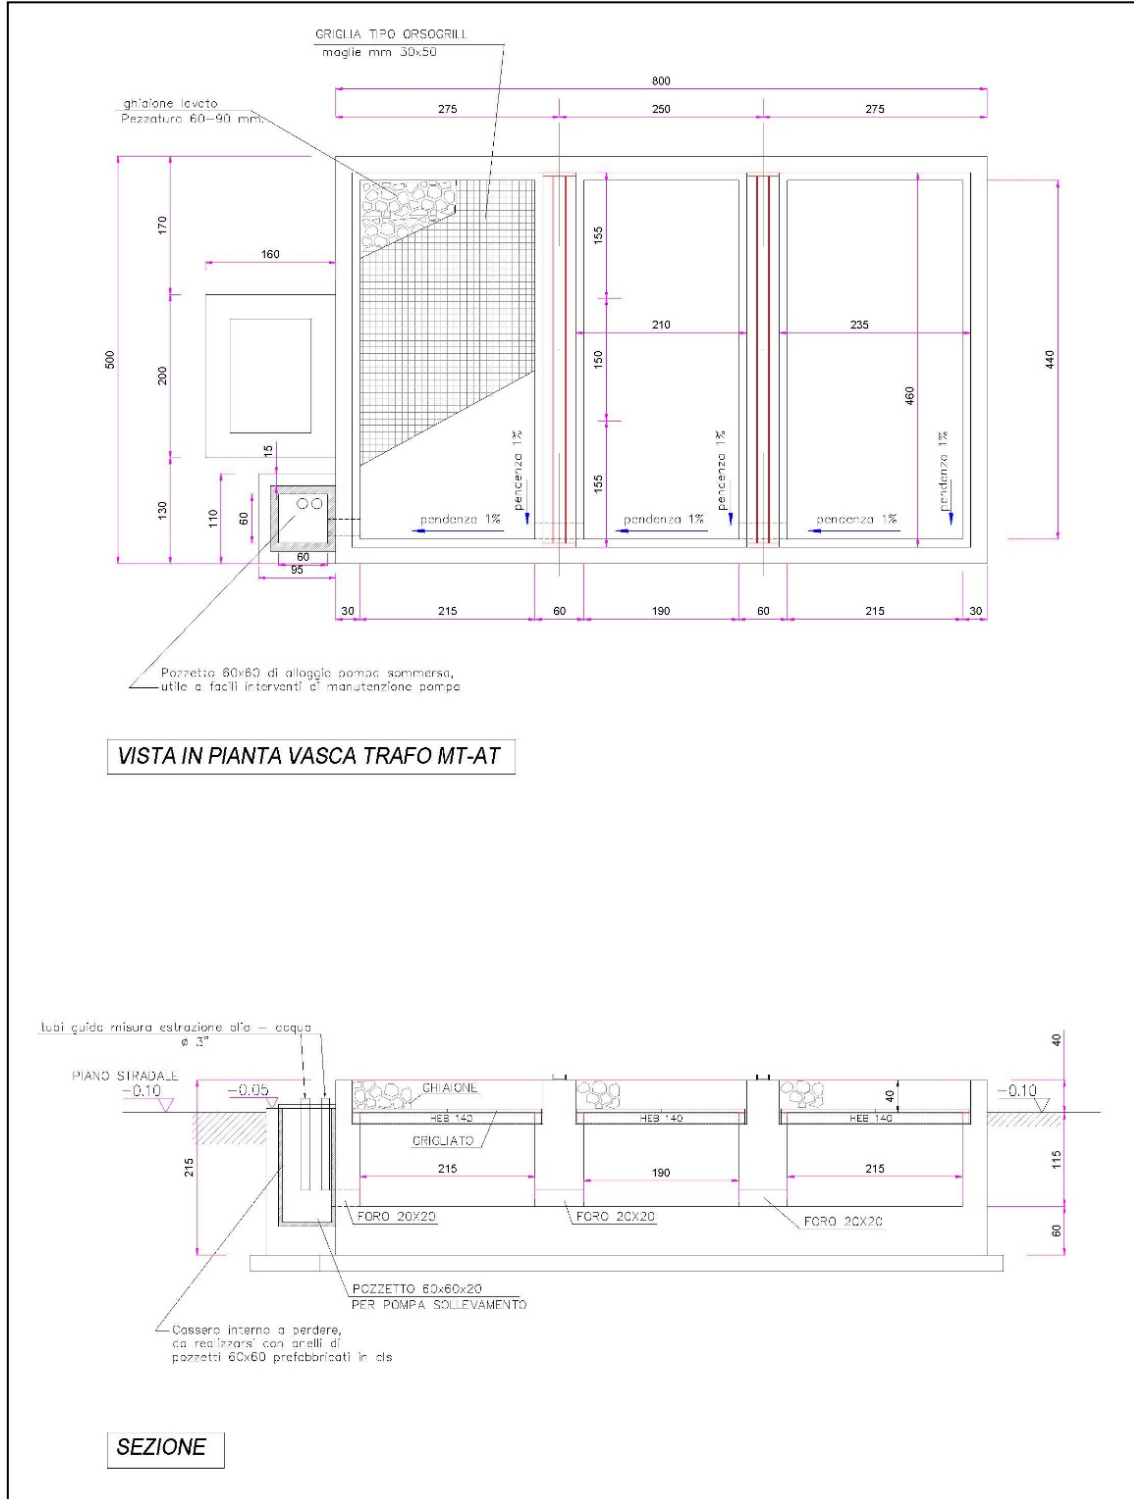 GRIGLIA TIPO ORSOGRILL
maglie mm 30x50
ghiaione lavato
Pezzatura 60-90 mm.
800
275
250
275
170
160
155
500
200
210
235
150
440
460
15
130
110
60
155
pendenza 1%
pendenza 1%
pendenza 1%
pendenza 1%
pendenza 1%
pendenza 1%
60
95
30
215
60
190
60
215
30
Pozzetto 60x60 di alloggio pompa sommersa,
utile a facili interventi di manutenzione pompa
VISTA IN PIANTA VASCA TRAFO MT-AT
tubi guida misura estrazione olio - acqua
ø 3"
40
PIANO STRADALE
-0.10
-0.05
GHIAIONE
40
-0.10
HEB 140
HEB 140
HEB 140
GRIGLIATO
215
215
190
215
115
FORO 20X20
FORO 20X20
FORO 20X20
60
POZZETTO 60x60x20
PER POMPA SOLLEVAMENTO
Cassero interno a perdere,
da realizzarsi con anelli di
pozzetti 60x60 prefabbricati in cls
SEZIONE